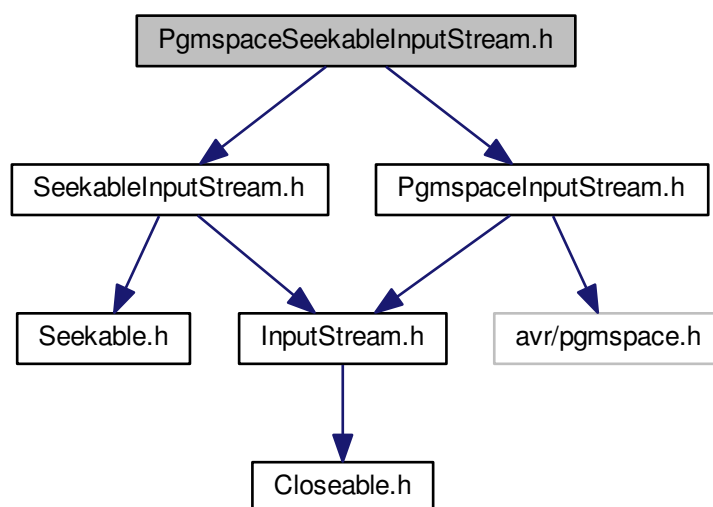 PgmspaceSeekableInputStream.h
SeekableInputStream.h
PgmspaceInputStream.h
Seekable.h
InputStream.h
avr/pgmspace.h
Closeable.h